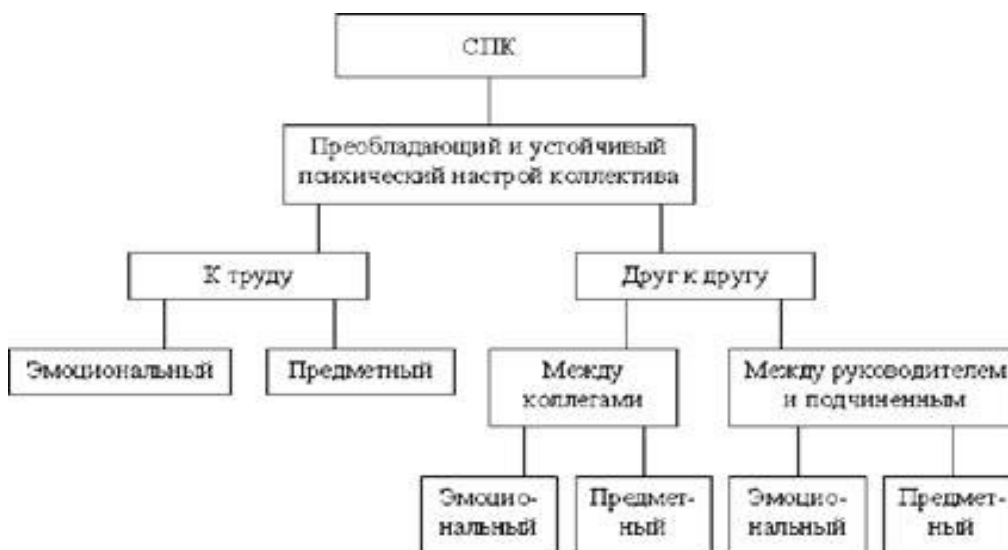 СПК
Преобладающий и устойчивый
психический настрой коллектива
К труду
Друг к другу
Эмоциональный
Предметный
Между
коллегами
Между руководителем
и подчиненным
Эмоцио-
нальный
Предмет-
ный
Эмоцио-
нальный
Предмет-
ный